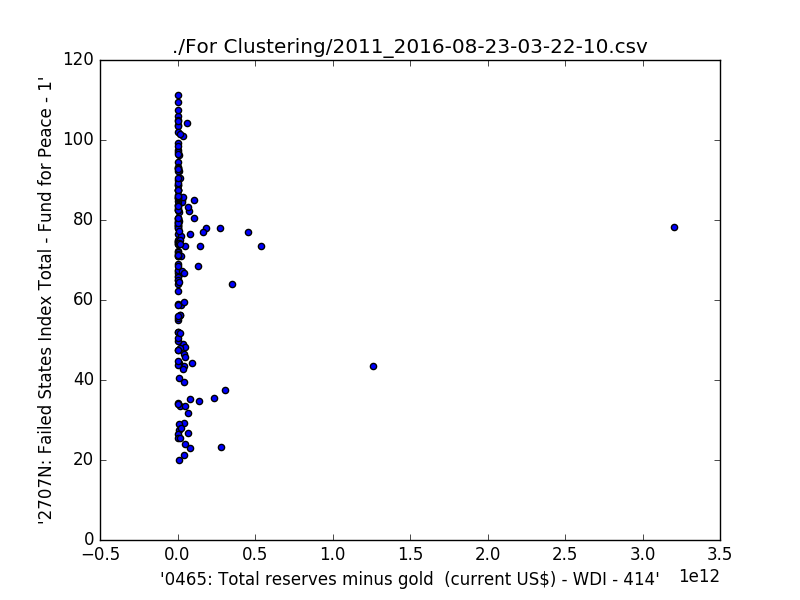 ./For Clustering/2011_2016-08-23-03-22-10.csv
120
100
80
60
40
20
0
'2707N: Failed States Index Total - Fund for Peace - 1'
−0.5 0.0 0.5 1.0 1.5 2.0 2.5 3.0 3.5
1e12
'0465: Total reserves minus gold  (current US$) - WDI - 414'